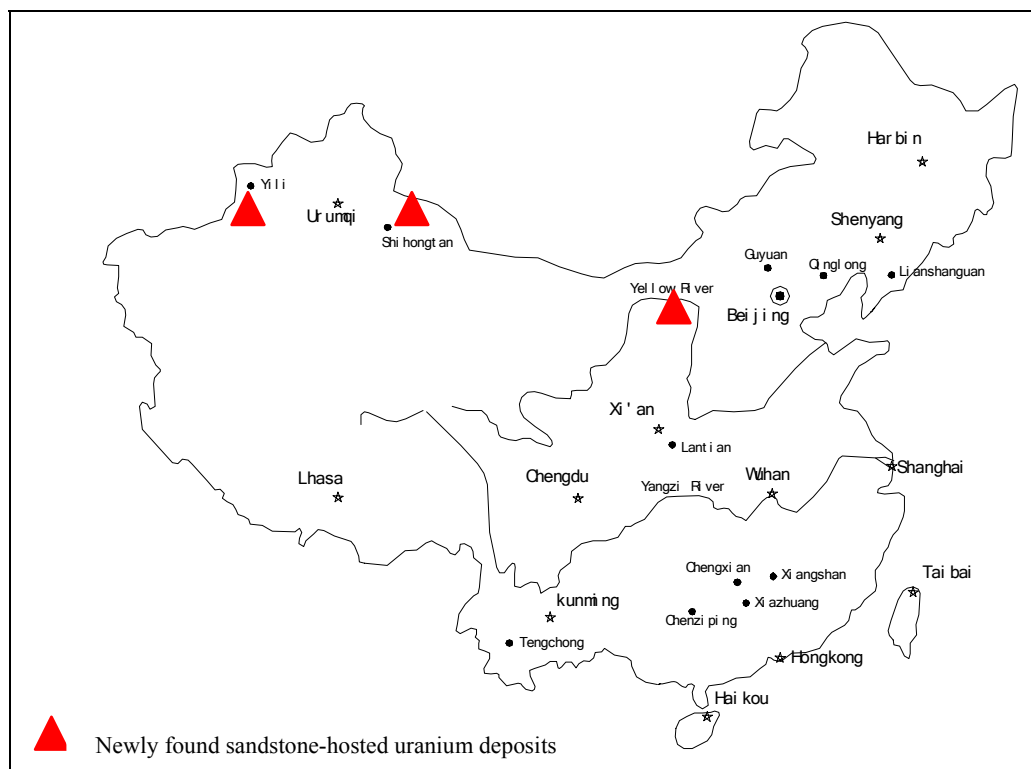 Harbin
Yili
Urumqi
Shihongtan
Shenyang
Guyuan
Qinglong
Lianshanguan
Yellow River
Beijing
Xi'an
Lantian
Lhasa
Chengdu
Yangzi River
Wuhan
Shanghai
Chengxian
Xiangshan
Taibai
kunming
Xiazhuang
Chenziping
Tengchong
Hongkong
Haikou
Newly found sandstone-hosted uranium deposits